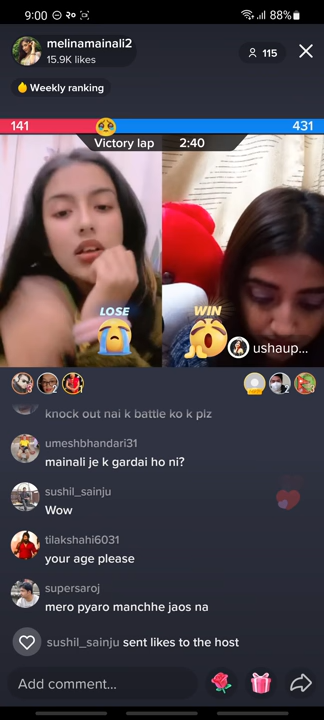 9:00 २० 88%
melinamainali2
15.9K likes
115
Weekly ranking
141 431
Victory lap 2:40
LOSE WIN
ushaup...
knock out nai k battle ko k plz
umeshbhandari31
mainali je k gardai ho ni?
sushil_sainju
Wow
tilakshahi6031
your age please
supersaroj
mero pyaro manchhe jaos na
sushil_sainju sent likes to the host
Add comment...